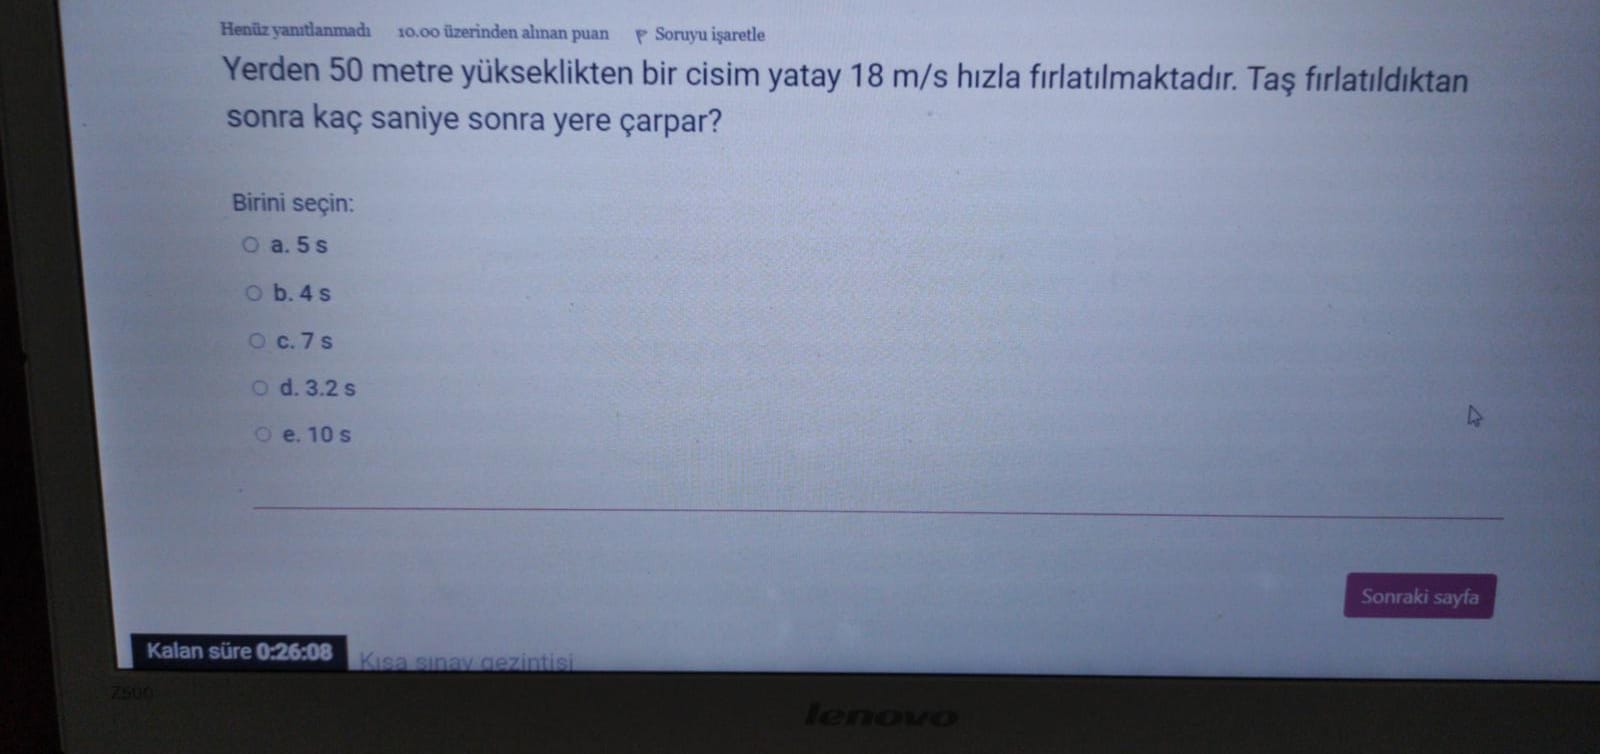 Henüz yanıtlanmadı 10.00 üzerinden alınan puan Soruyu işaretle
Yerden 50 metre yükseklikten bir cisim yatay 18 m/s hızla fırlatılmaktadır. Taş fırlatıldıktan
sonra kaç saniye sonra yere çarpar?
Birini seçin:
a. 5 s
b. 4 s
c. 7 s
d. 3.2 s
e. 10 s
Sonraki sayfa
Kalan süre 0:26:08
Kısa sınav gezintisi
Z500
lenovo